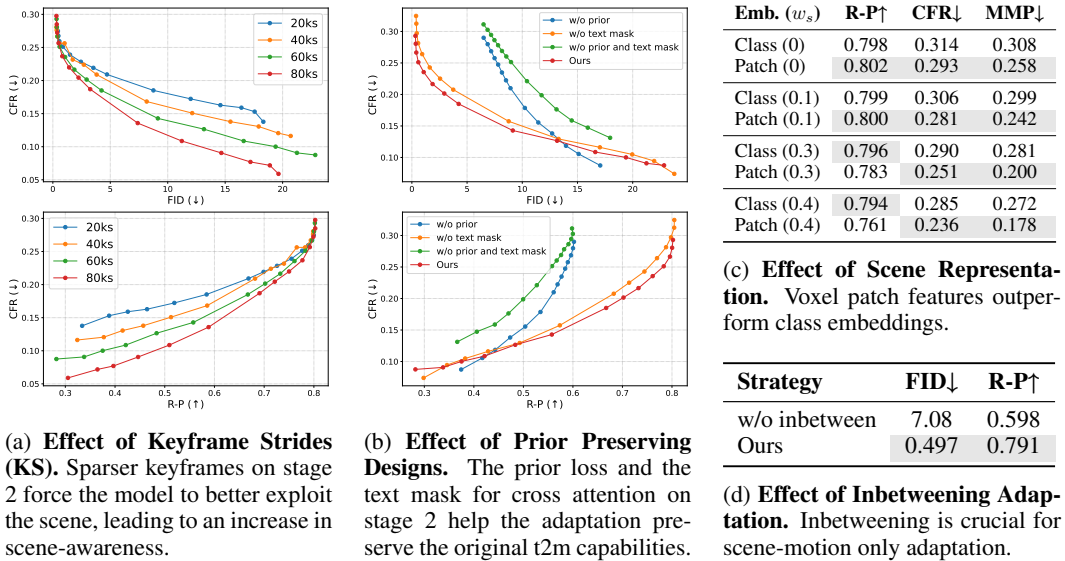 0.30
0.25
0.20
0.15
0.10
0.05
CFR (↓)
0
5
10
15
20
FID (↓)
20ks
40ks
60ks
80ks
0.30
0.25
0.20
0.15
0.10
0.05
CFR (↓)
0.3
0.4
0.5
0.6
0.7
0.8
R-P (↑)
20ks
40ks
60ks
80ks
(a) Effect of Keyframe Strides
(KS). Sparser keyframes on stage
2 force the model to better exploit
the scene, leading to an increase in
scene-awareness.
0.30
0.25
0.20
0.15
0.10
CFR (↓)
0
5
10
15
20
FID (↓)
w/o prior
w/o text mask
w/o prior and text mask
Ours
0.30
0.25
0.20
0.15
0.10
CFR (↓)
0.3
0.4
0.5
0.6
0.7
0.8
R-P (↑)
w/o prior
w/o text mask
w/o prior and text mask
Ours
(b) Effect of Prior Preserving
Designs. The prior loss and the
text mask for cross attention on
stage 2 help the adaptation pre-
serve the original t2m capabilities.
Emb. (wₛ) R-P↑ CFR↓ MMP↓
Class (0) 0.798 0.314 0.308
Patch (0) 0.802 0.293 0.258
Class (0.1) 0.799 0.306 0.299
Patch (0.1) 0.800 0.281 0.242
Class (0.3) 0.796 0.290 0.281
Patch (0.3) 0.783 0.251 0.200
Class (0.4) 0.794 0.285 0.272
Patch (0.4) 0.761 0.236 0.178
(c) Effect of Scene Representa-
tion. Voxel patch features outper-
form class embeddings.
Strategy FID↓ R-P↑
w/o inbetween 7.08 0.598
Ours 0.497 0.791
(d) Effect of Inbetweening Adap-
tation. Inbetweening is crucial for
scene-motion only adaptation.